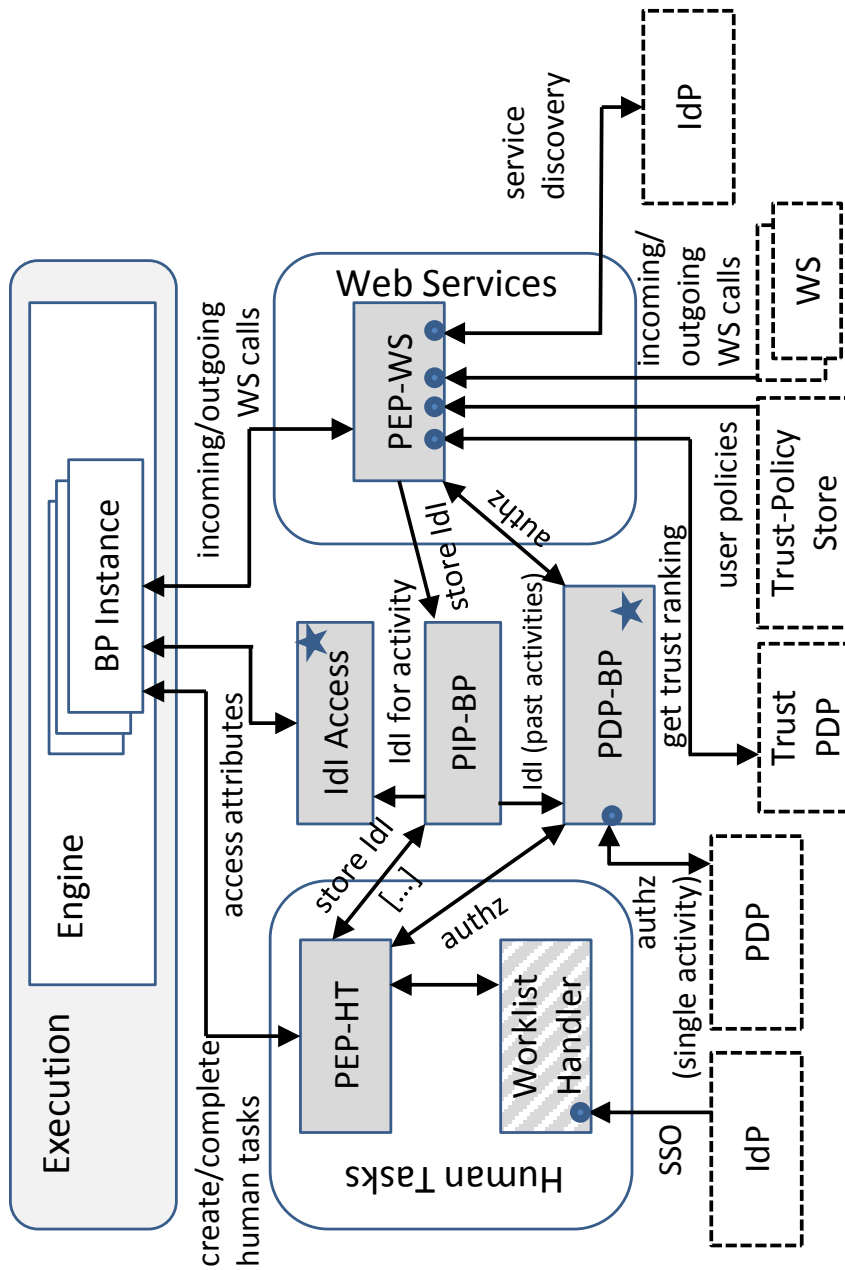 Execution
Engine
BP Instance
create/complete
human tasks
access attributes
incoming/outgoing
WS calls
Human Tasks
PEP-HT
Worklist
Handler
store IdI
[...]
authz
IdI Access
IdI for activity
PIP-BP
IdI (past activities)
PDP-BP
store IdI
authz
Web Services
PEP-WS
SSO
authz
(single activity)
get trust ranking
user policies
incoming/
outgoing
WS calls
service
discovery
IdP
PDP
Trust
PDP
Trust-Policy
Store
WS
IdP